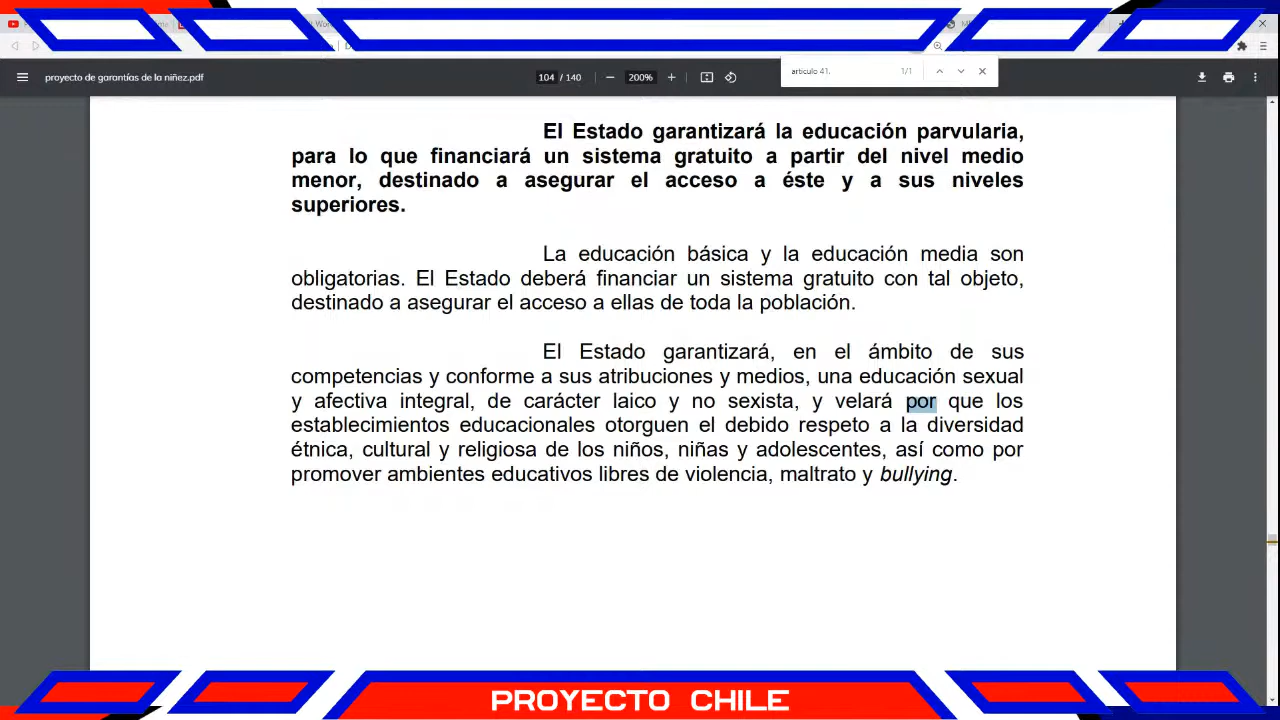 proyecto de garantías de la niñez.pdf
104 / 140
200%
articulo 41.
1/1
El Estado garantizará la educación parvularia,
para lo que financiará un sistema gratuito a partir del nivel medio
menor, destinado a asegurar el acceso a éste y a sus niveles
superiores.
La educación básica y la educación media son
obligatorias. El Estado deberá financiar un sistema gratuito con tal objeto,
destinado a asegurar el acceso a ellas de toda la población.
El Estado garantizará, en el ámbito de sus
competencias y conforme a sus atribuciones y medios, una educación sexual
y afectiva integral, de carácter laico y no sexista, y velará por que los
establecimientos educacionales otorguen el debido respeto a la diversidad
étnica, cultural y religiosa de los niños, niñas y adolescentes, así como por
promover ambientes educativos libres de violencia, maltrato y bullying.
PROYECTO CHILE